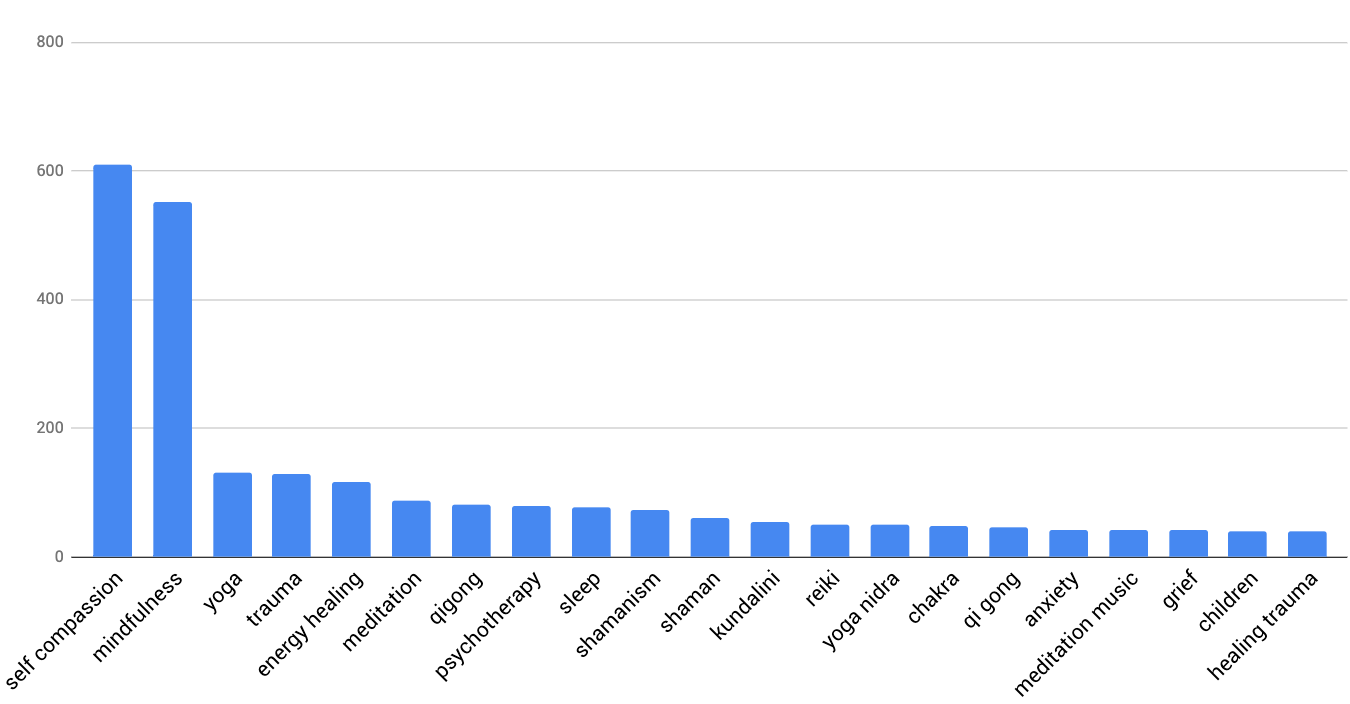 800
600
400
200
0
self compassion
mindfulness
yoga
trauma
energy healing
meditation
qigong
psychotherapy
sleep
shamanism
shaman
kundalini
reiki
yoga nidra
chakra
qi gong
anxiety
meditation music
grief
children
healing trauma